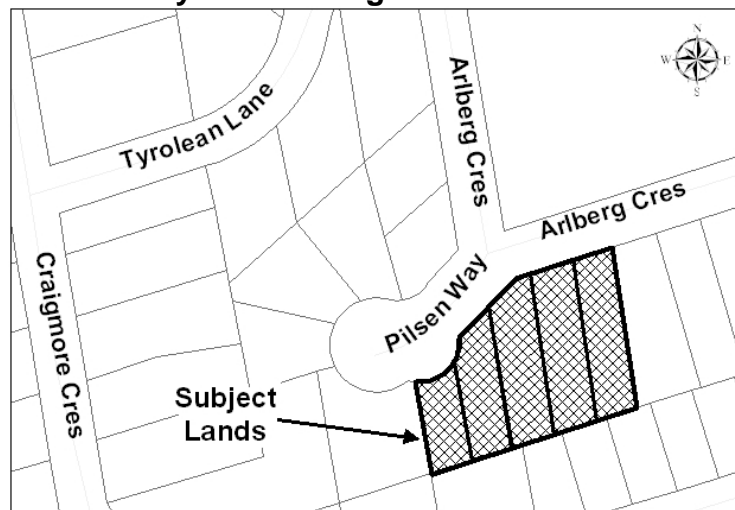 N
W E
S
Arlberg Cres
Tyrolean Lane
Arlberg Cres
Pilsen Way
Craigmore Cres
Subject
Lands